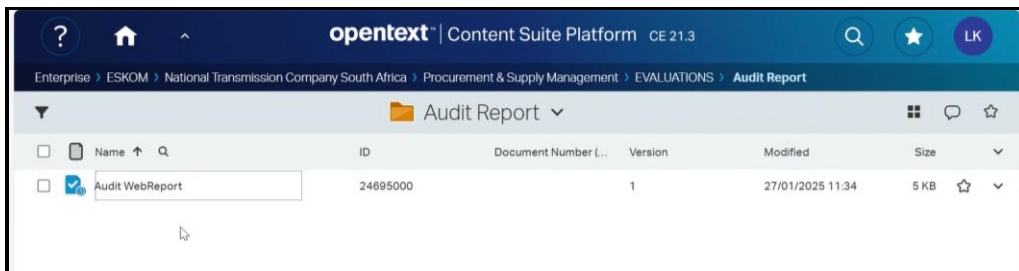 ? opentext™ | Content Suite Platform CE 21.3 LK
Enterprise > ESKOM > National Transmission Company South Africa > Procurement & Supply Management > EVALUATIONS > Audit Report
Audit Report
Name ID Document Number (... Version Modified Size
Audit WebReport 24695000 1 27/01/2025 11:34 5 KB